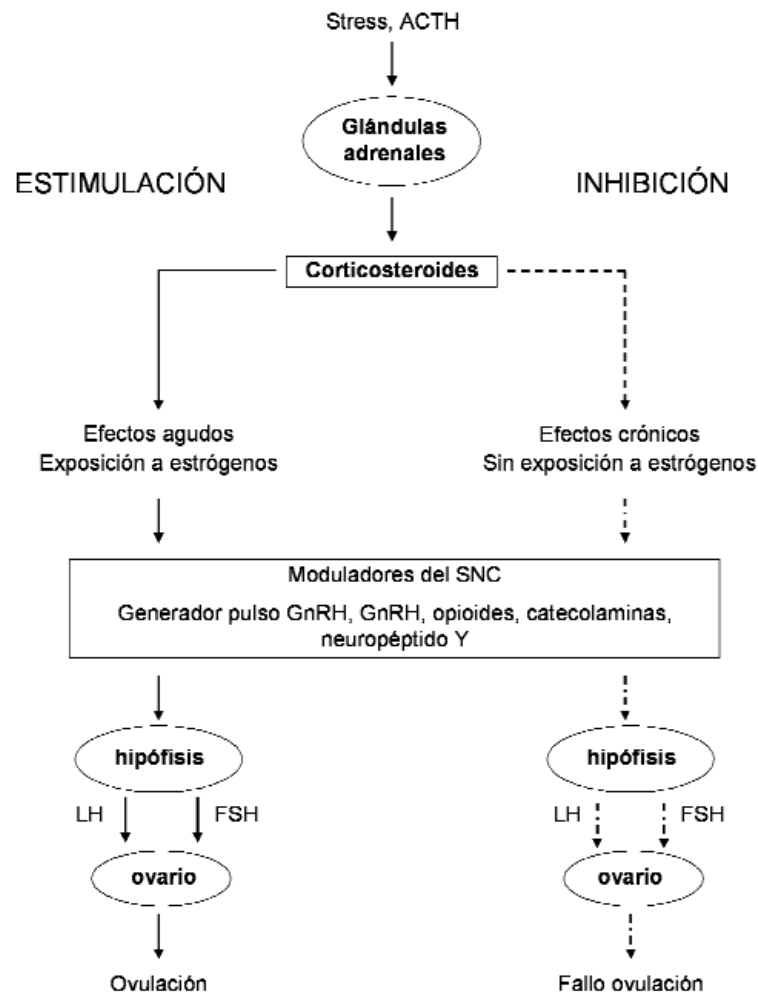 Stress, ACTH
Glándulas
adrenales
ESTIMULACIÓN
INHIBICIÓN
Corticosteroides
Efectos agudos
Exposición a estrógenos
Efectos crónicos
Sin exposición a estrógenos
Moduladores del SNC
Generador pulso GnRH, GnRH, opioides, catecolaminas,
neuropéptido Y
hipófisis
hipófisis
LH
FSH
LH
FSH
ovario
ovario
Ovulación
Fallo ovulación